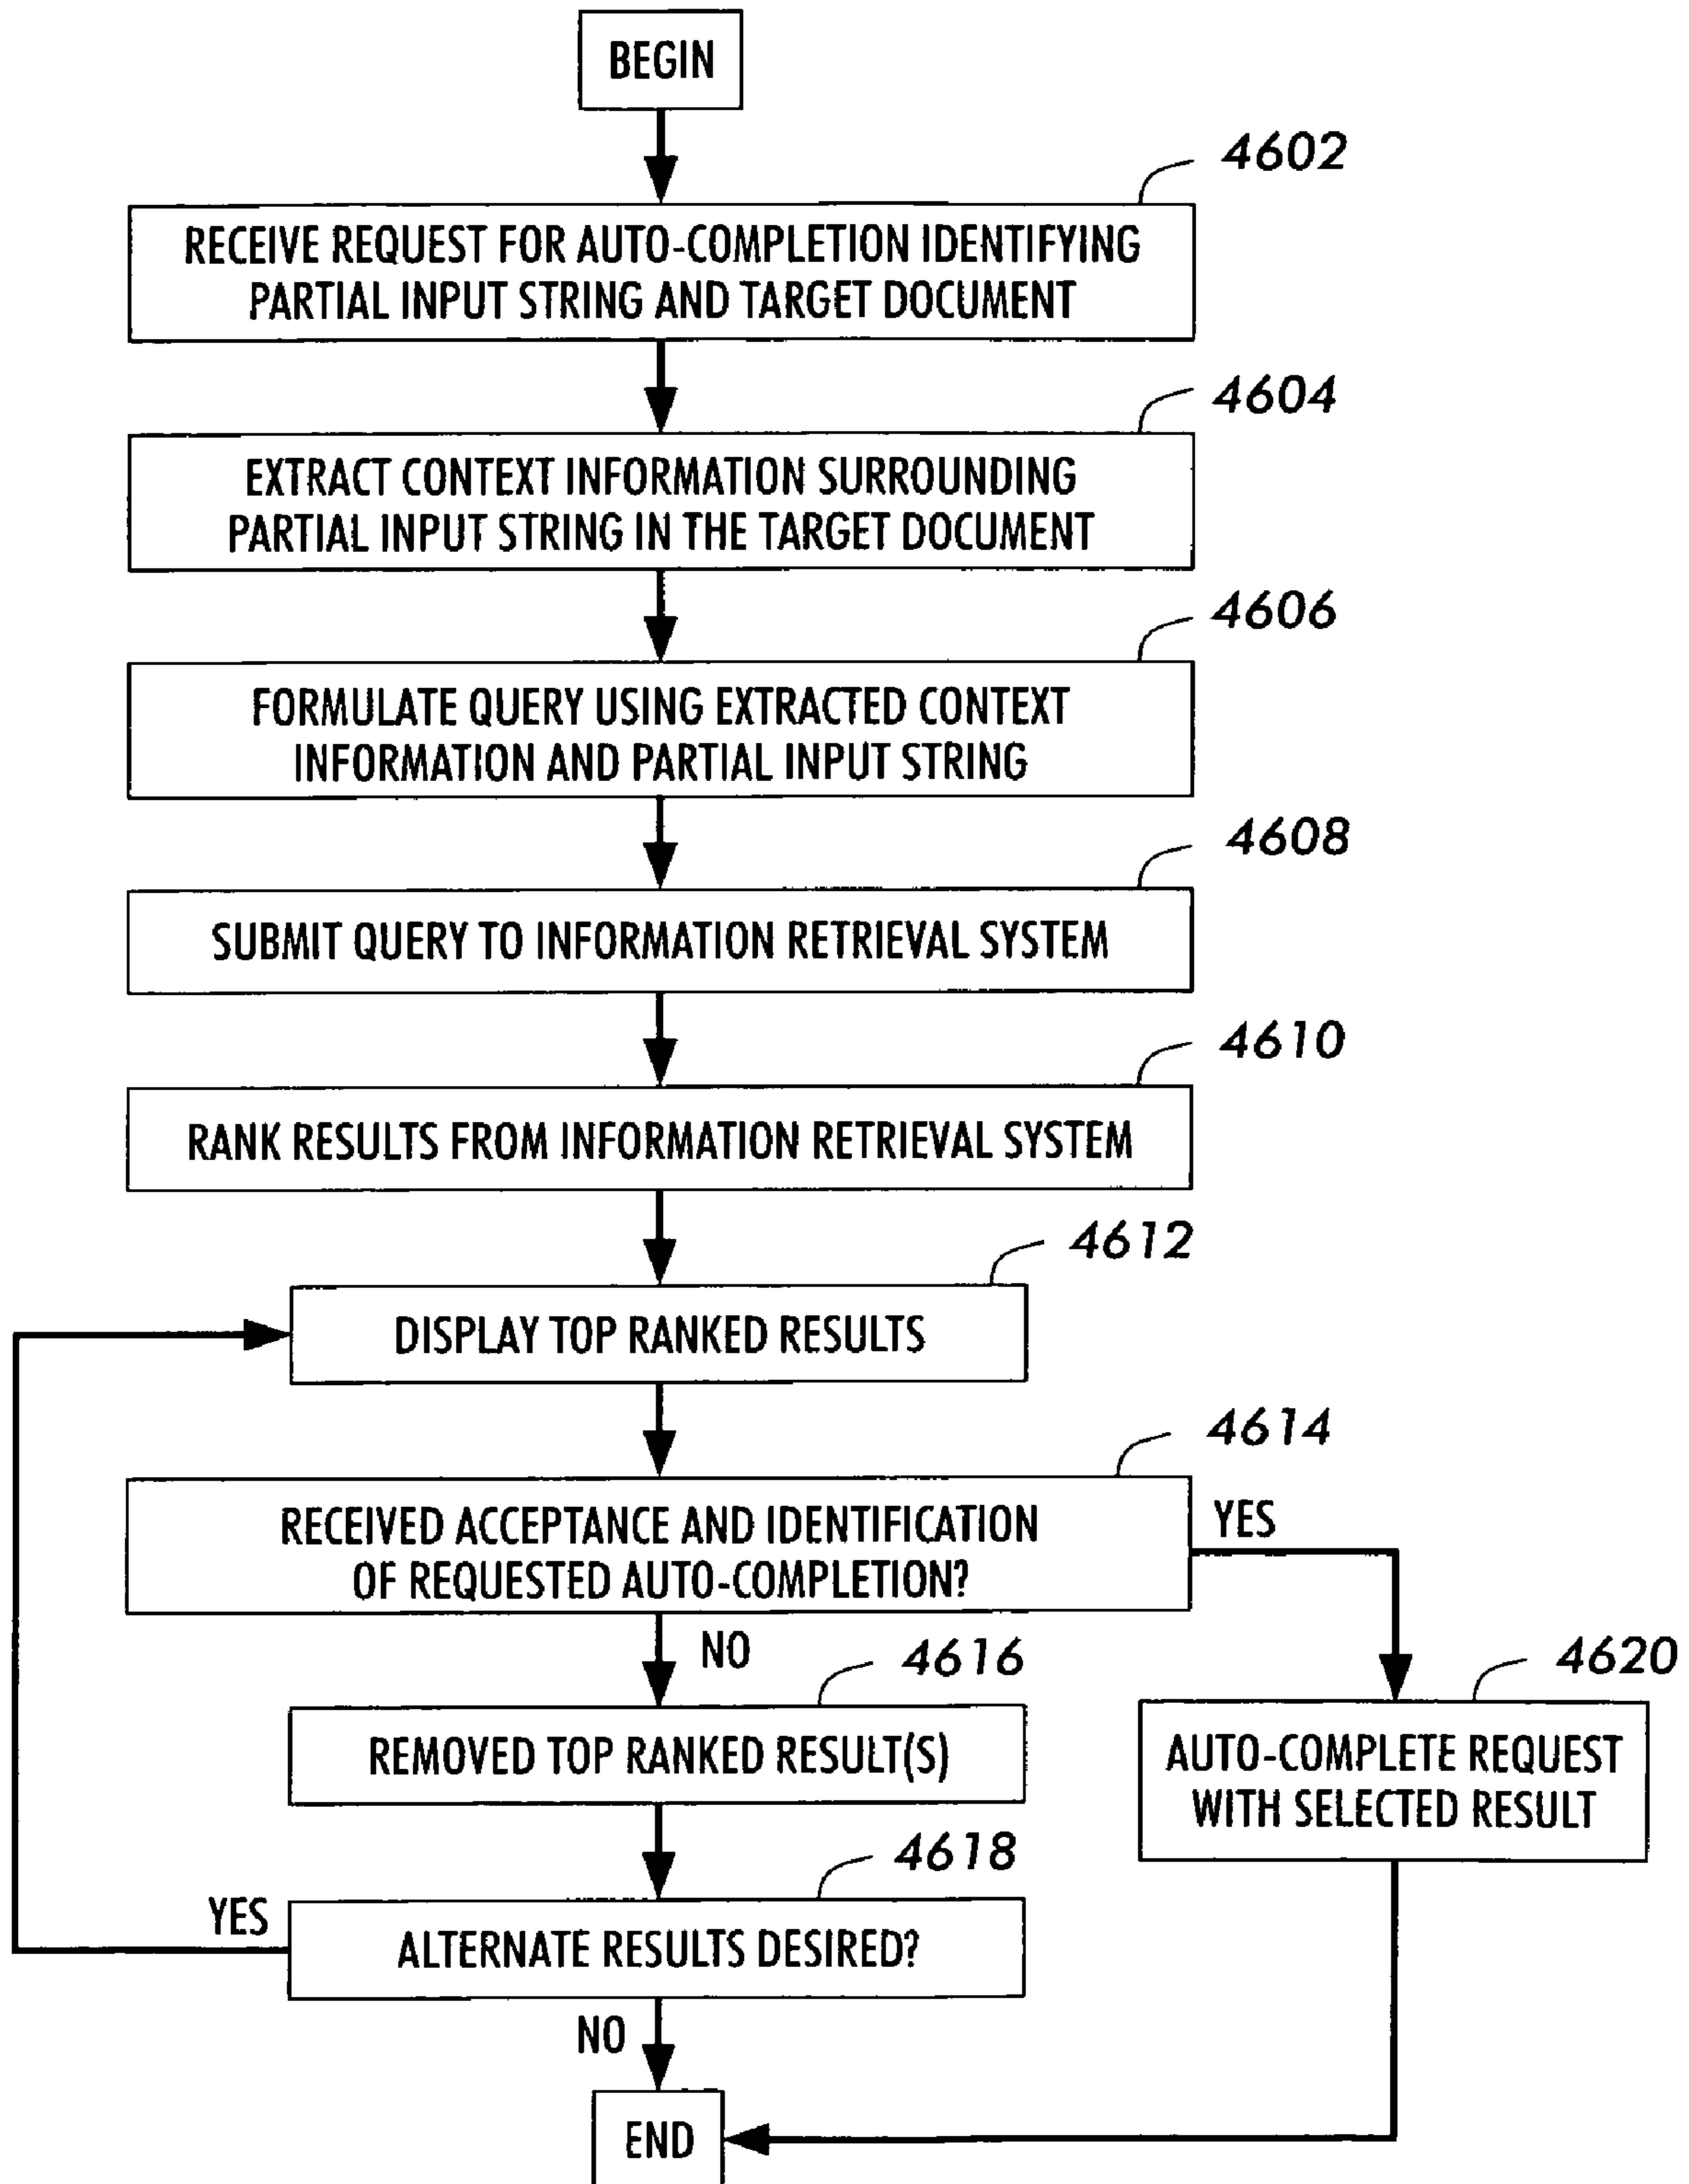 BEGIN
4602
RECEIVE REQUEST FOR AUTO-COMPLETION IDENTIFYING
PARTIAL INPUT STRING AND TARGET DOCUMENT
4604
EXTRACT CONTEXT INFORMATION SURROUNDING
PARTIAL INPUT STRING IN THE TARGET DOCUMENT
4606
FORMULATE QUERY USING EXTRACTED CONTEXT
INFORMATION AND PARTIAL INPUT STRING
4608
SUBMIT QUERY TO INFORMATION RETRIEVAL SYSTEM
4610
RANK RESULTS FROM INFORMATION RETRIEVAL SYSTEM
4612
DISPLAY TOP RANKED RESULTS
4614
RECEIVED ACCEPTANCE AND IDENTIFICATION
OF REQUESTED AUTO-COMPLETION?
YES
NO
4616
REMOVED TOP RANKED RESULT(S)
4620
AUTO-COMPLETE REQUEST
WITH SELECTED RESULT
4618
YES
ALTERNATE RESULTS DESIRED?
NO
END